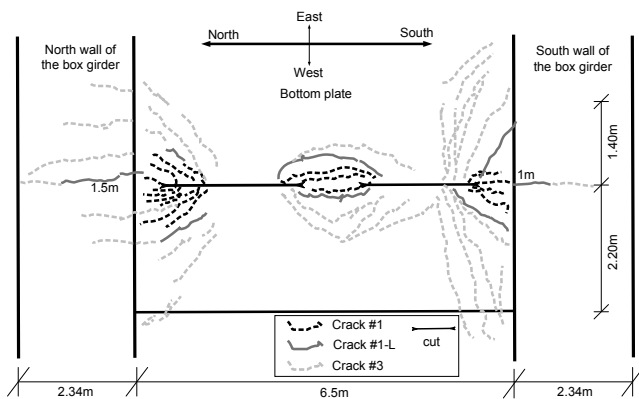 East
North wall of
the box girder
North
South
South wall of
the box girder
West
Bottom plate
1.40m
1.5m
1m
2.20m
Crack #1
Crack #1-L
cut
Crack #3
2.34m
6.5m
2.34m